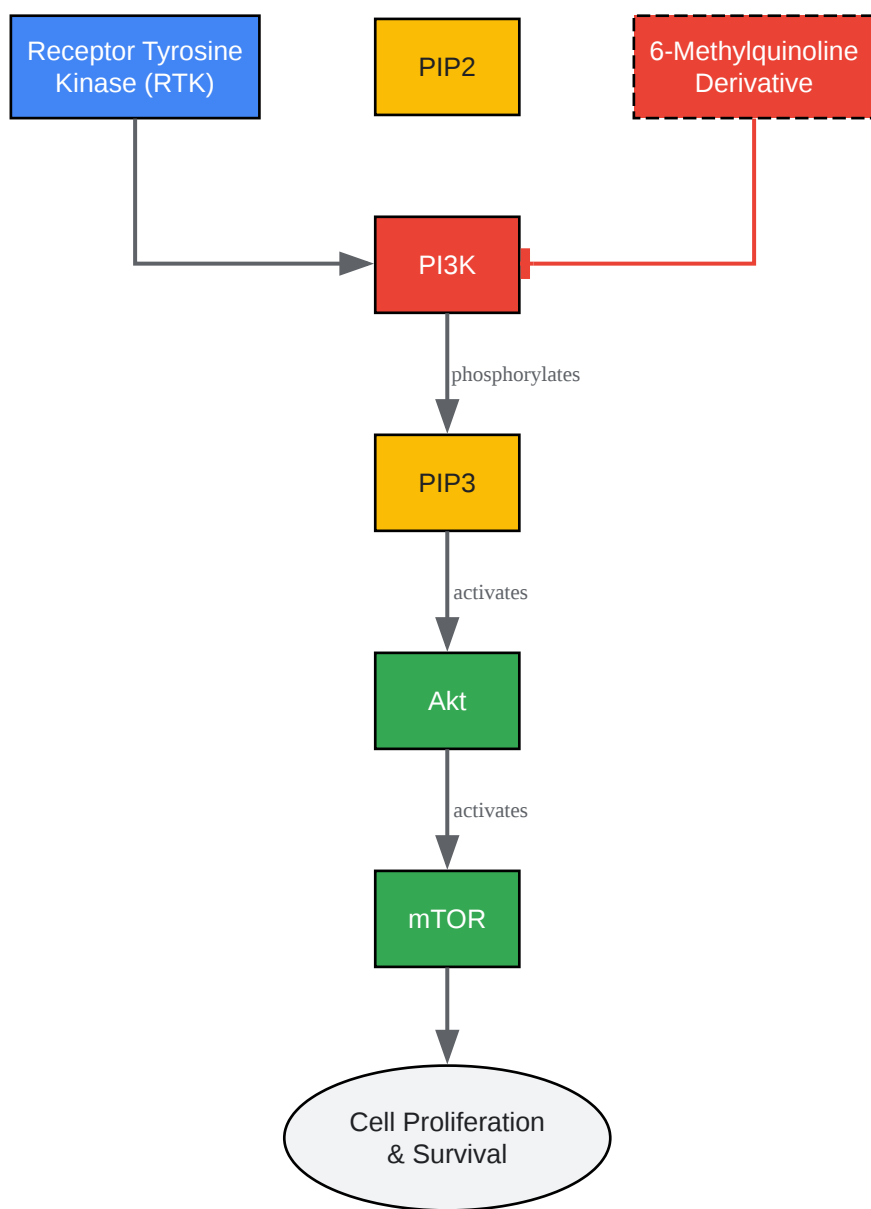 Receptor Tyrosine
Kinase (RTK)
PIP2
6-Methylquinoline
Derivative
PI3K
phosphorylates
PIP3
activates
Akt
activates
mTOR
Cell Proliferation
& Survival